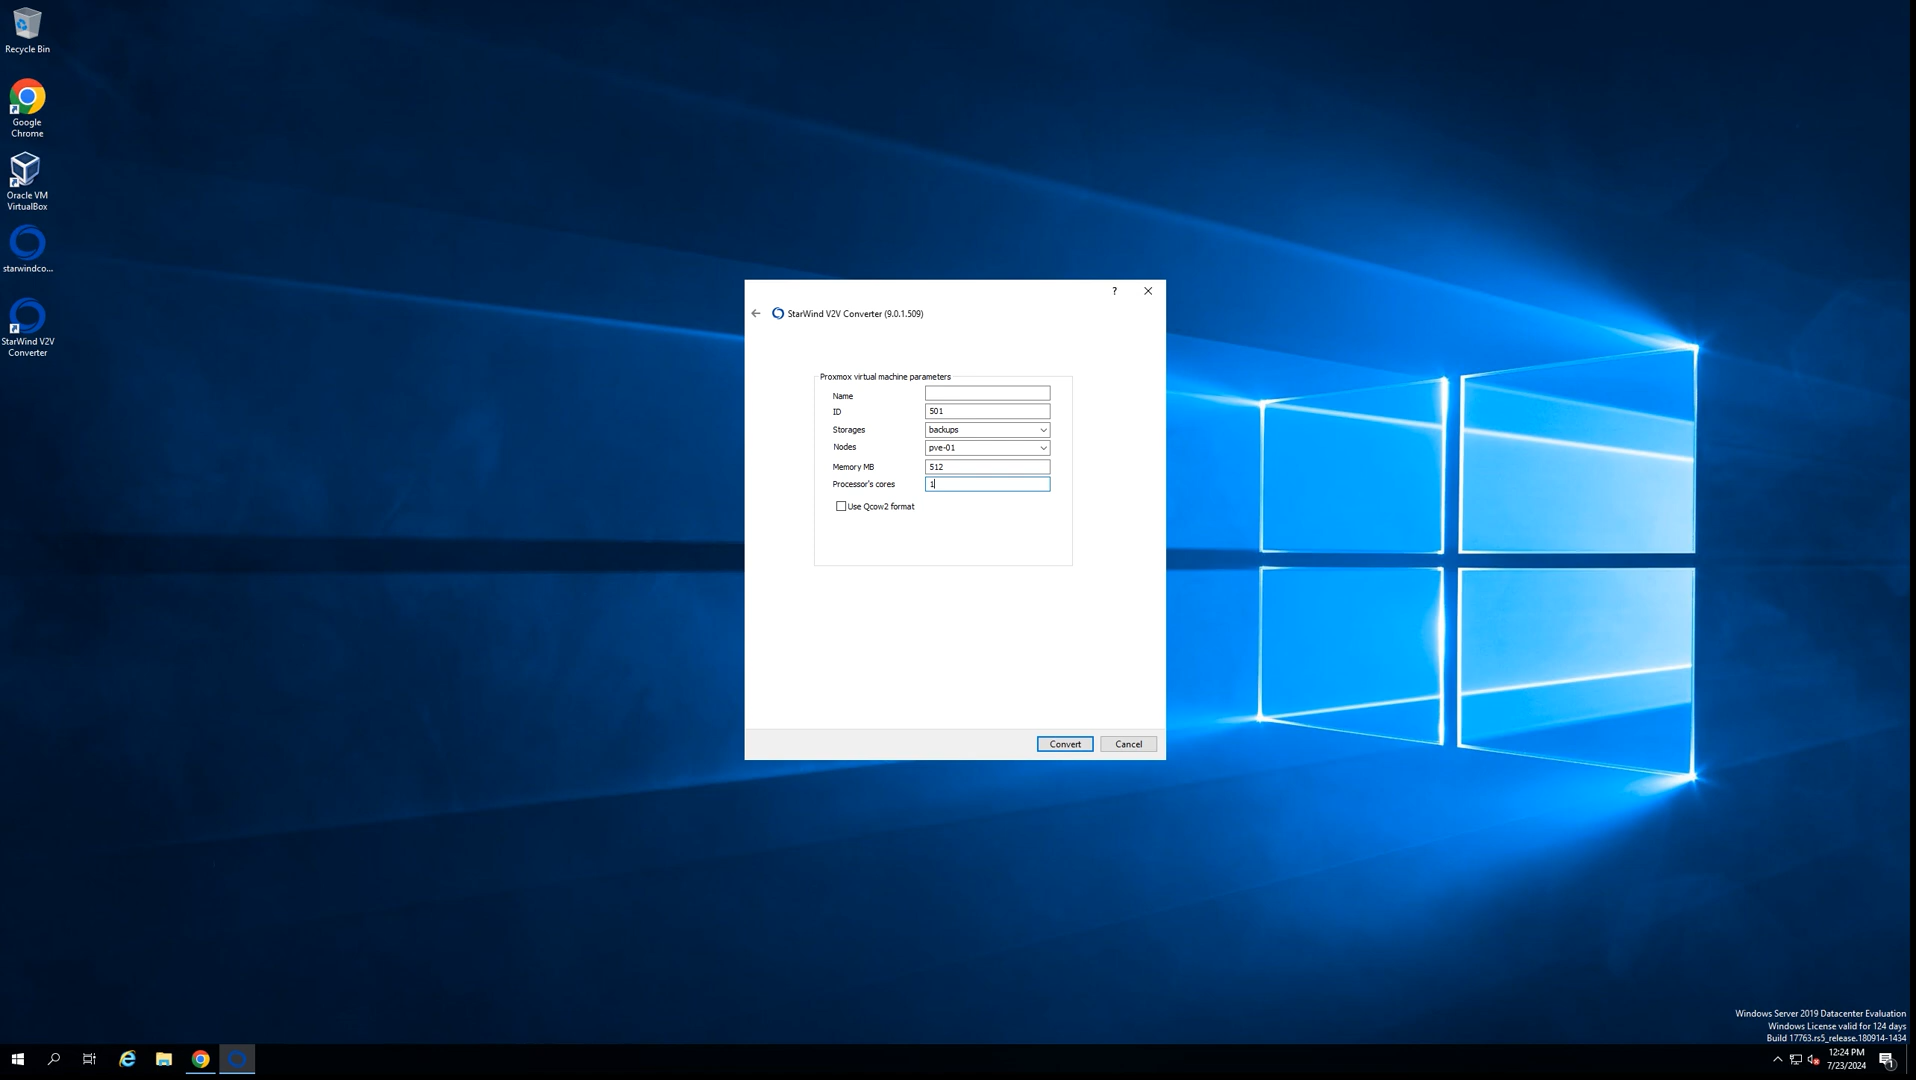 Recycle Bin
Google
Chrome
Oracle VM
VirtualBox
starwindco...
StarWind V2V
Converter
?
StarWind V2V Converter (9.0.1.509)
Proxmox virtual machine parameters
Name
ID 501
Storages backups
Nodes pve-01
Memory MB 512
Processor's cores 1
Use Qcow2 format
Convert Cancel
Windows Server 2019 Datacenter Evaluation
Windows License valid for 124 days
Build 17763.rs5_release.180914-1434
12:24 PM
7/23/2024
1